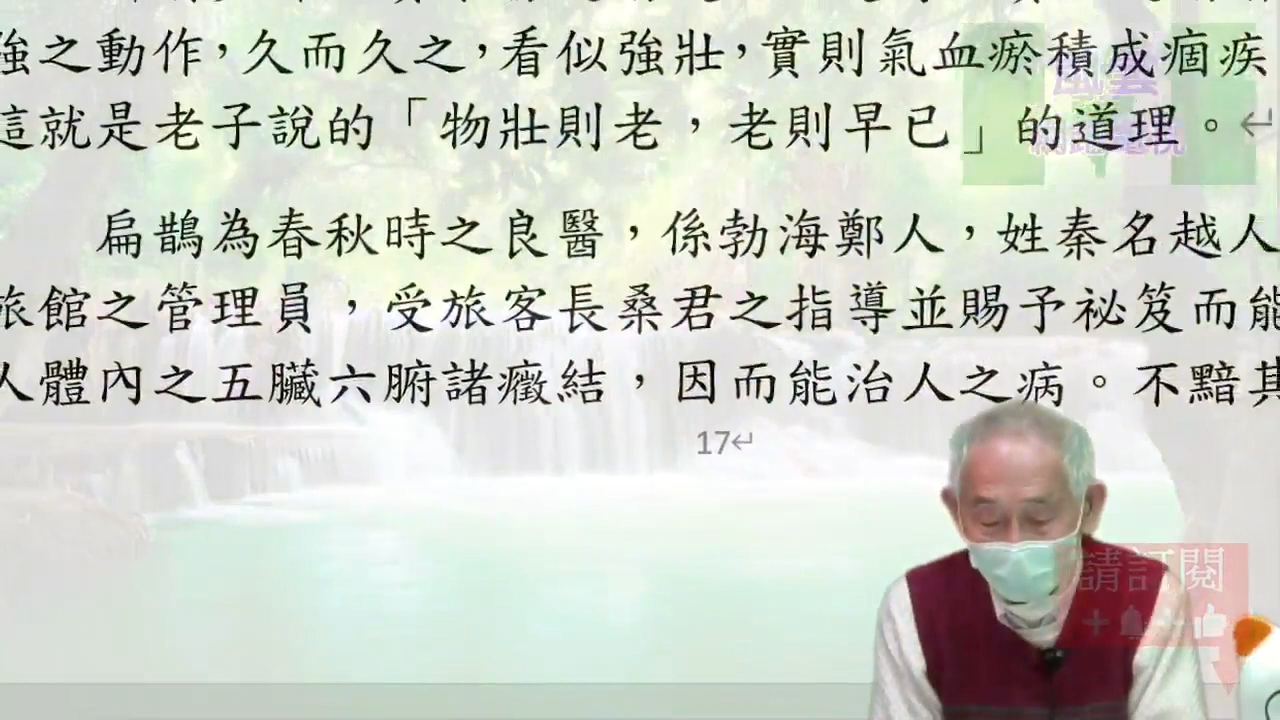 強之動作,久而久之,看似強壯,實則氣血瘀積成痼疾
這就是老子說的「物壯則老，老則早已」的道理。
扁鵲為春秋時之良醫，係勃海鄭人，姓秦名越人
旅館之管理員，受旅客長桑君之指導並賜予祕笈而能
人體內之五臟六腑諸癥結，因而能治人之病。不黯其
17
請訂閱